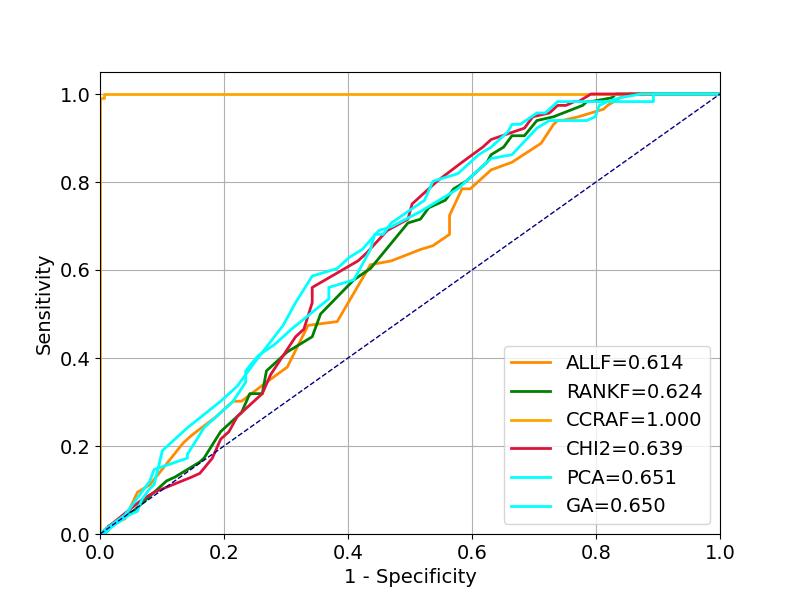 1.0
0.8
0.6
0.4
0.2
0.0
Sensitivity
ALLF=0.614
RANKF=0.624
CCRAF=1.000
CHI2=0.639
PCA=0.651
GA=0.650
0.0 0.2 0.4 0.6 0.8 1.0
1 - Specificity